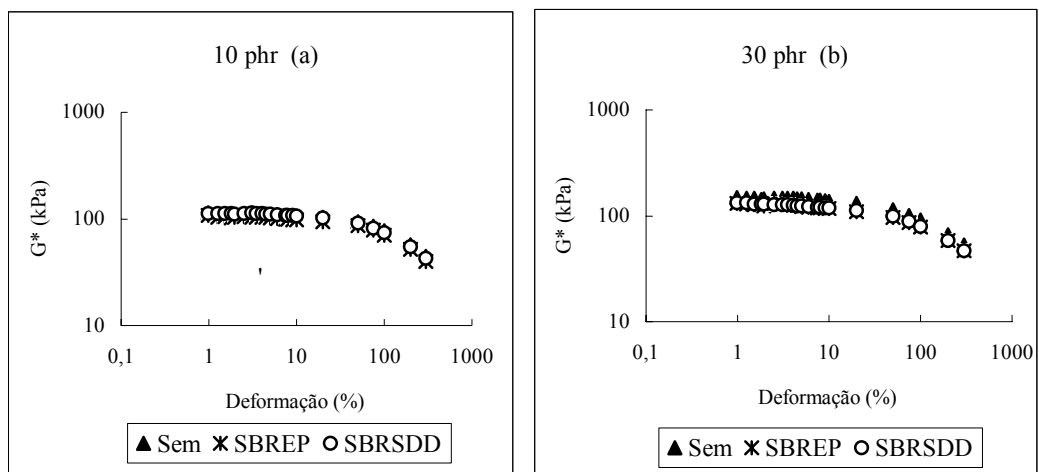 10 phr (a)
1000
100
10
G* (kPa)
0,1 1 10 100 1000
Deformação (%)
Sem SBREP SBRSDD
30 phr (b)
1000
100
10
G* (kPa)
0,1 1 10 100 1000
Deformação (%)
Sem SBREP SBRSDD